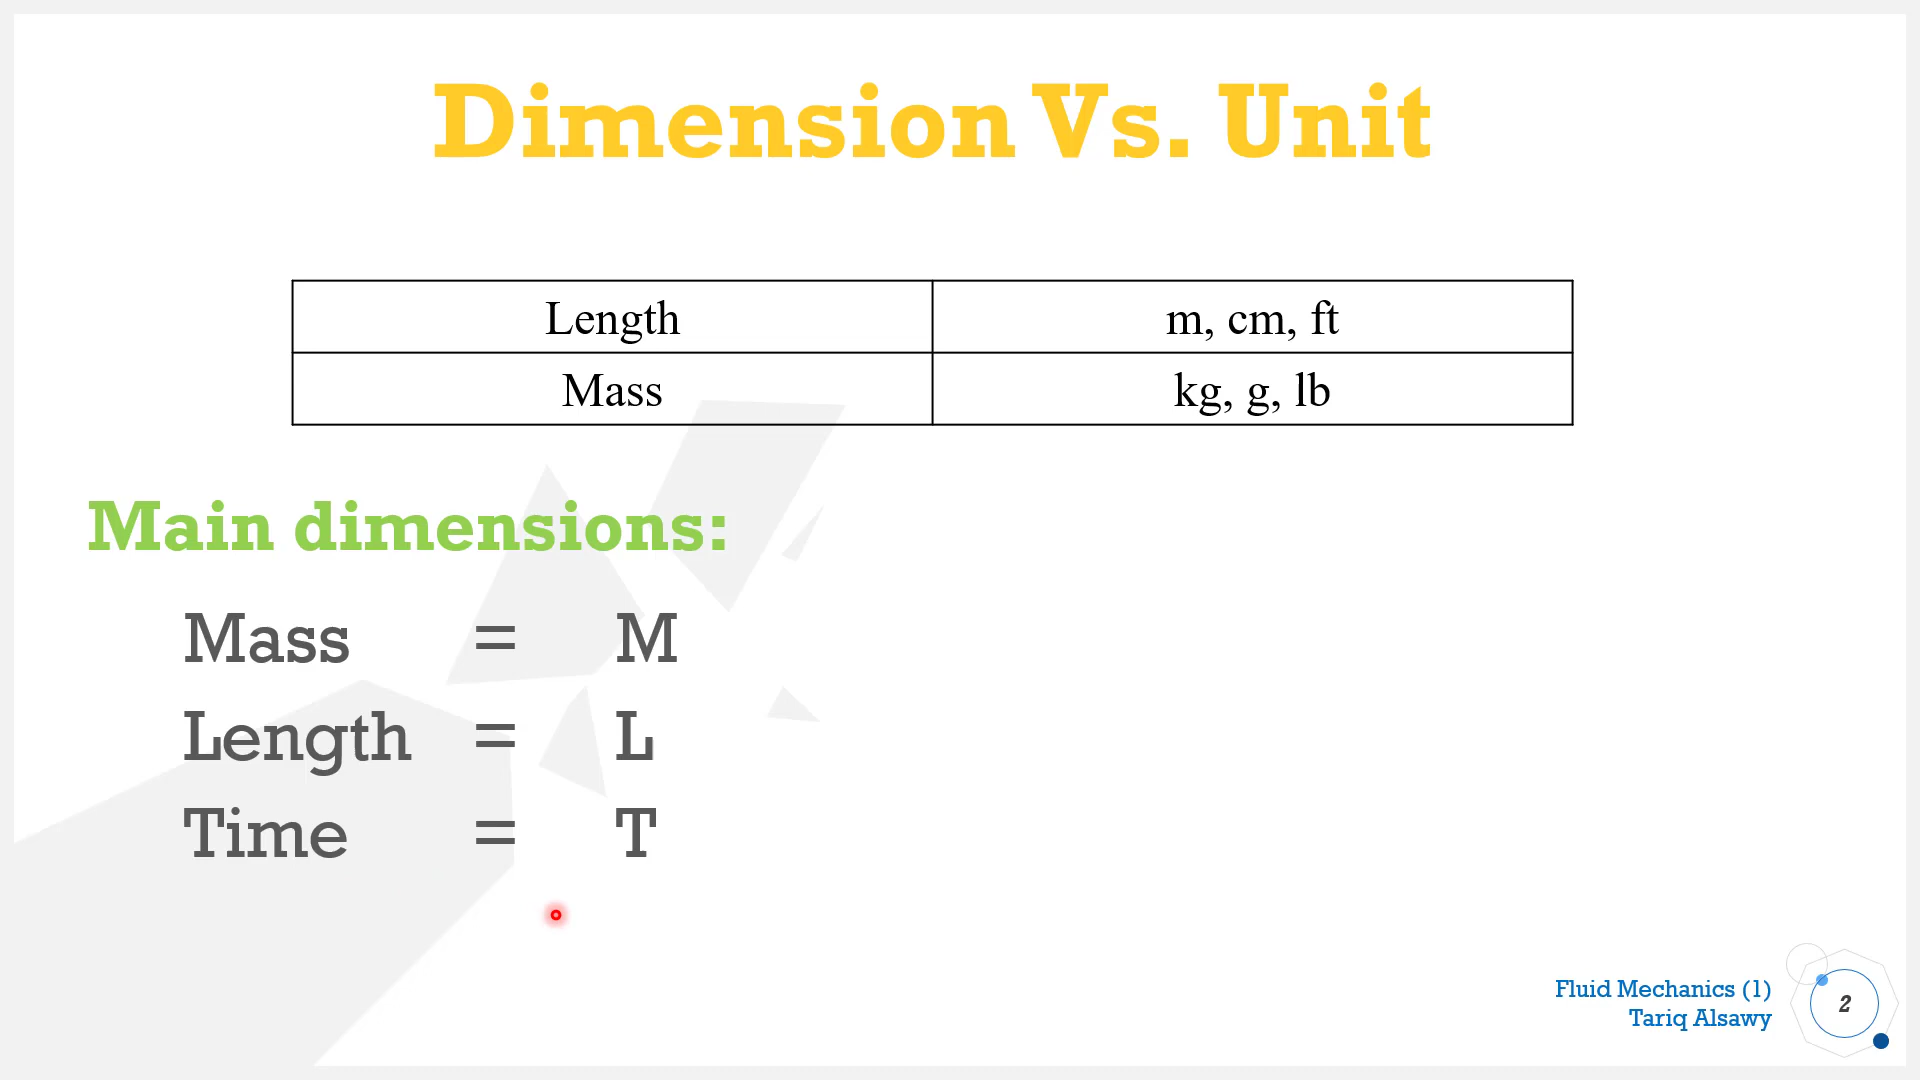 Dimension Vs. Unit
Length m, cm, ft
Mass kg, g, lb
Main dimensions:
Mass = M
Length = L
Time = T
Fluid Mechanics (1)
Tariq Alsawy
2